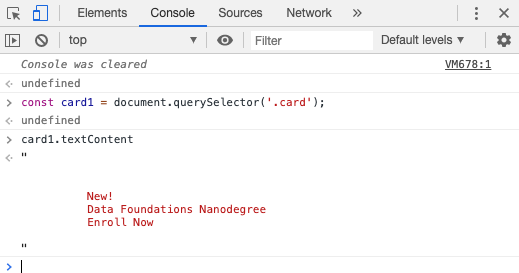 Elements Console Sources Network »
top Filter Default levels
Console was cleared VM678:1
undefined
const card1 = document.querySelector('.card');
undefined
card1.textContent
"
New!
Data Foundations Nanodegree
Enroll Now
"